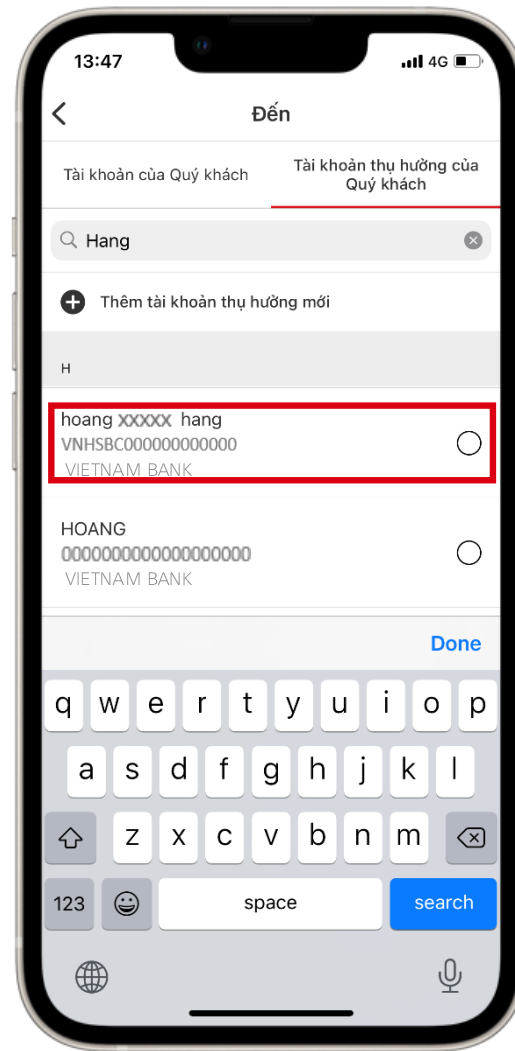 13:47
4G
Đến
Tài khoản của Quý khách
Tài khoản thụ hưởng của
Quý khách
Hang
Thêm tài khoản thụ hưởng mới
H
hoang XXXXX hang
VNHSBC000000000000
VIETNAM BANK
HOANG
0000000000000000000
VIETNAM BANK
Done
q w e r t y u i o p
a s d f g h j k l
z x c v b n m
123 space search